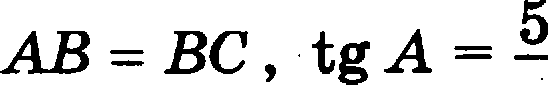 AB = BC, tg A = 5